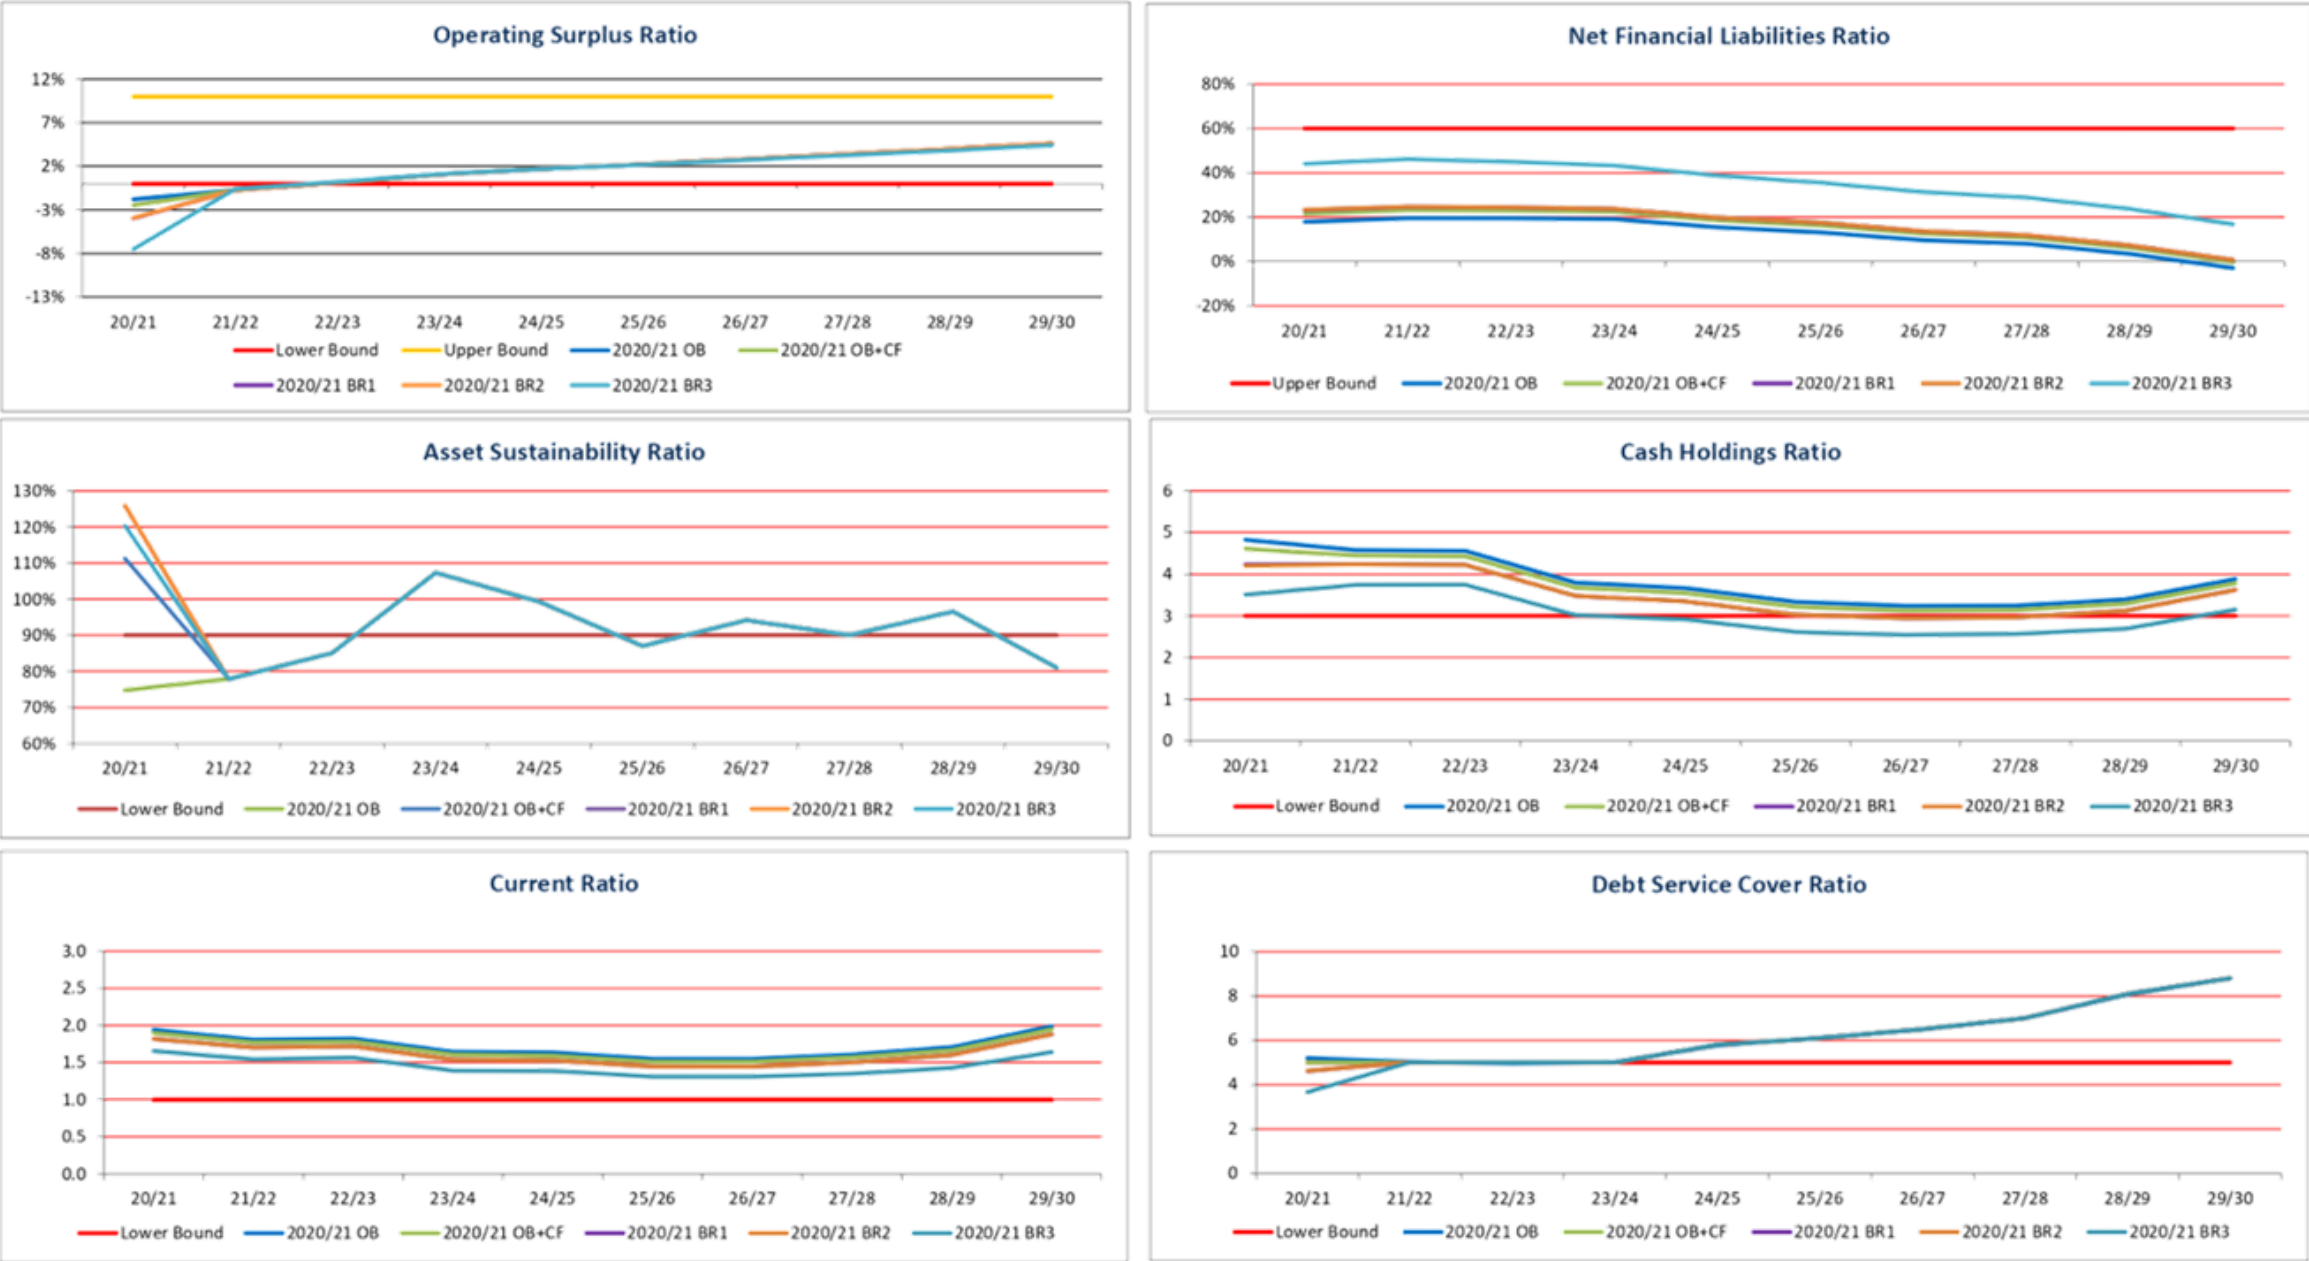 Operating Surplus Ratio
12%
7%
2%
-3%
-8%
-13%
20/21 21/22 22/23 23/24 24/25 25/26 26/27 27/28 28/29 29/30
Lower Bound Upper Bound 2020/21 OB 2020/21 OB+CF
2020/21 BR1 2020/21 BR2 2020/21 BR3
Net Financial Liabilities Ratio
80%
60%
40%
20%
0%
-20%
20/21 21/22 22/23 23/24 24/25 25/26 26/27 27/28 28/29 29/30
Upper Bound 2020/21 OB 2020/21 OB+CF 2020/21 BR1 2020/21 BR2 2020/21 BR3
Asset Sustainability Ratio
130%
120%
110%
100%
90%
80%
70%
60%
20/21 21/22 22/23 23/24 24/25 25/26 26/27 27/28 28/29 29/30
Lower Bound 2020/21 OB 2020/21 OB+CF 2020/21 BR1 2020/21 BR2 2020/21 BR3
Cash Holdings Ratio
6
5
4
3
2
1
0
20/21 21/22 22/23 23/24 24/25 25/26 26/27 27/28 28/29 29/30
Lower Bound 2020/21 OB 2020/21 OB+CF 2020/21 BR1 2020/21 BR2 2020/21 BR3
Current Ratio
3.0
2.5
2.0
1.5
1.0
0.5
0.0
20/21 21/22 22/23 23/24 24/25 25/26 26/27 27/28 28/29 29/30
Lower Bound 2020/21 OB 2020/21 OB+CF 2020/21 BR1 2020/21 BR2 2020/21 BR3
Debt Service Cover Ratio
10
8
6
4
2
0
20/21 21/22 22/23 23/24 24/25 25/26 26/27 27/28 28/29 29/30
Lower Bound 2020/21 OB 2020/21 OB+CF 2020/21 BR1 2020/21 BR2 2020/21 BR3